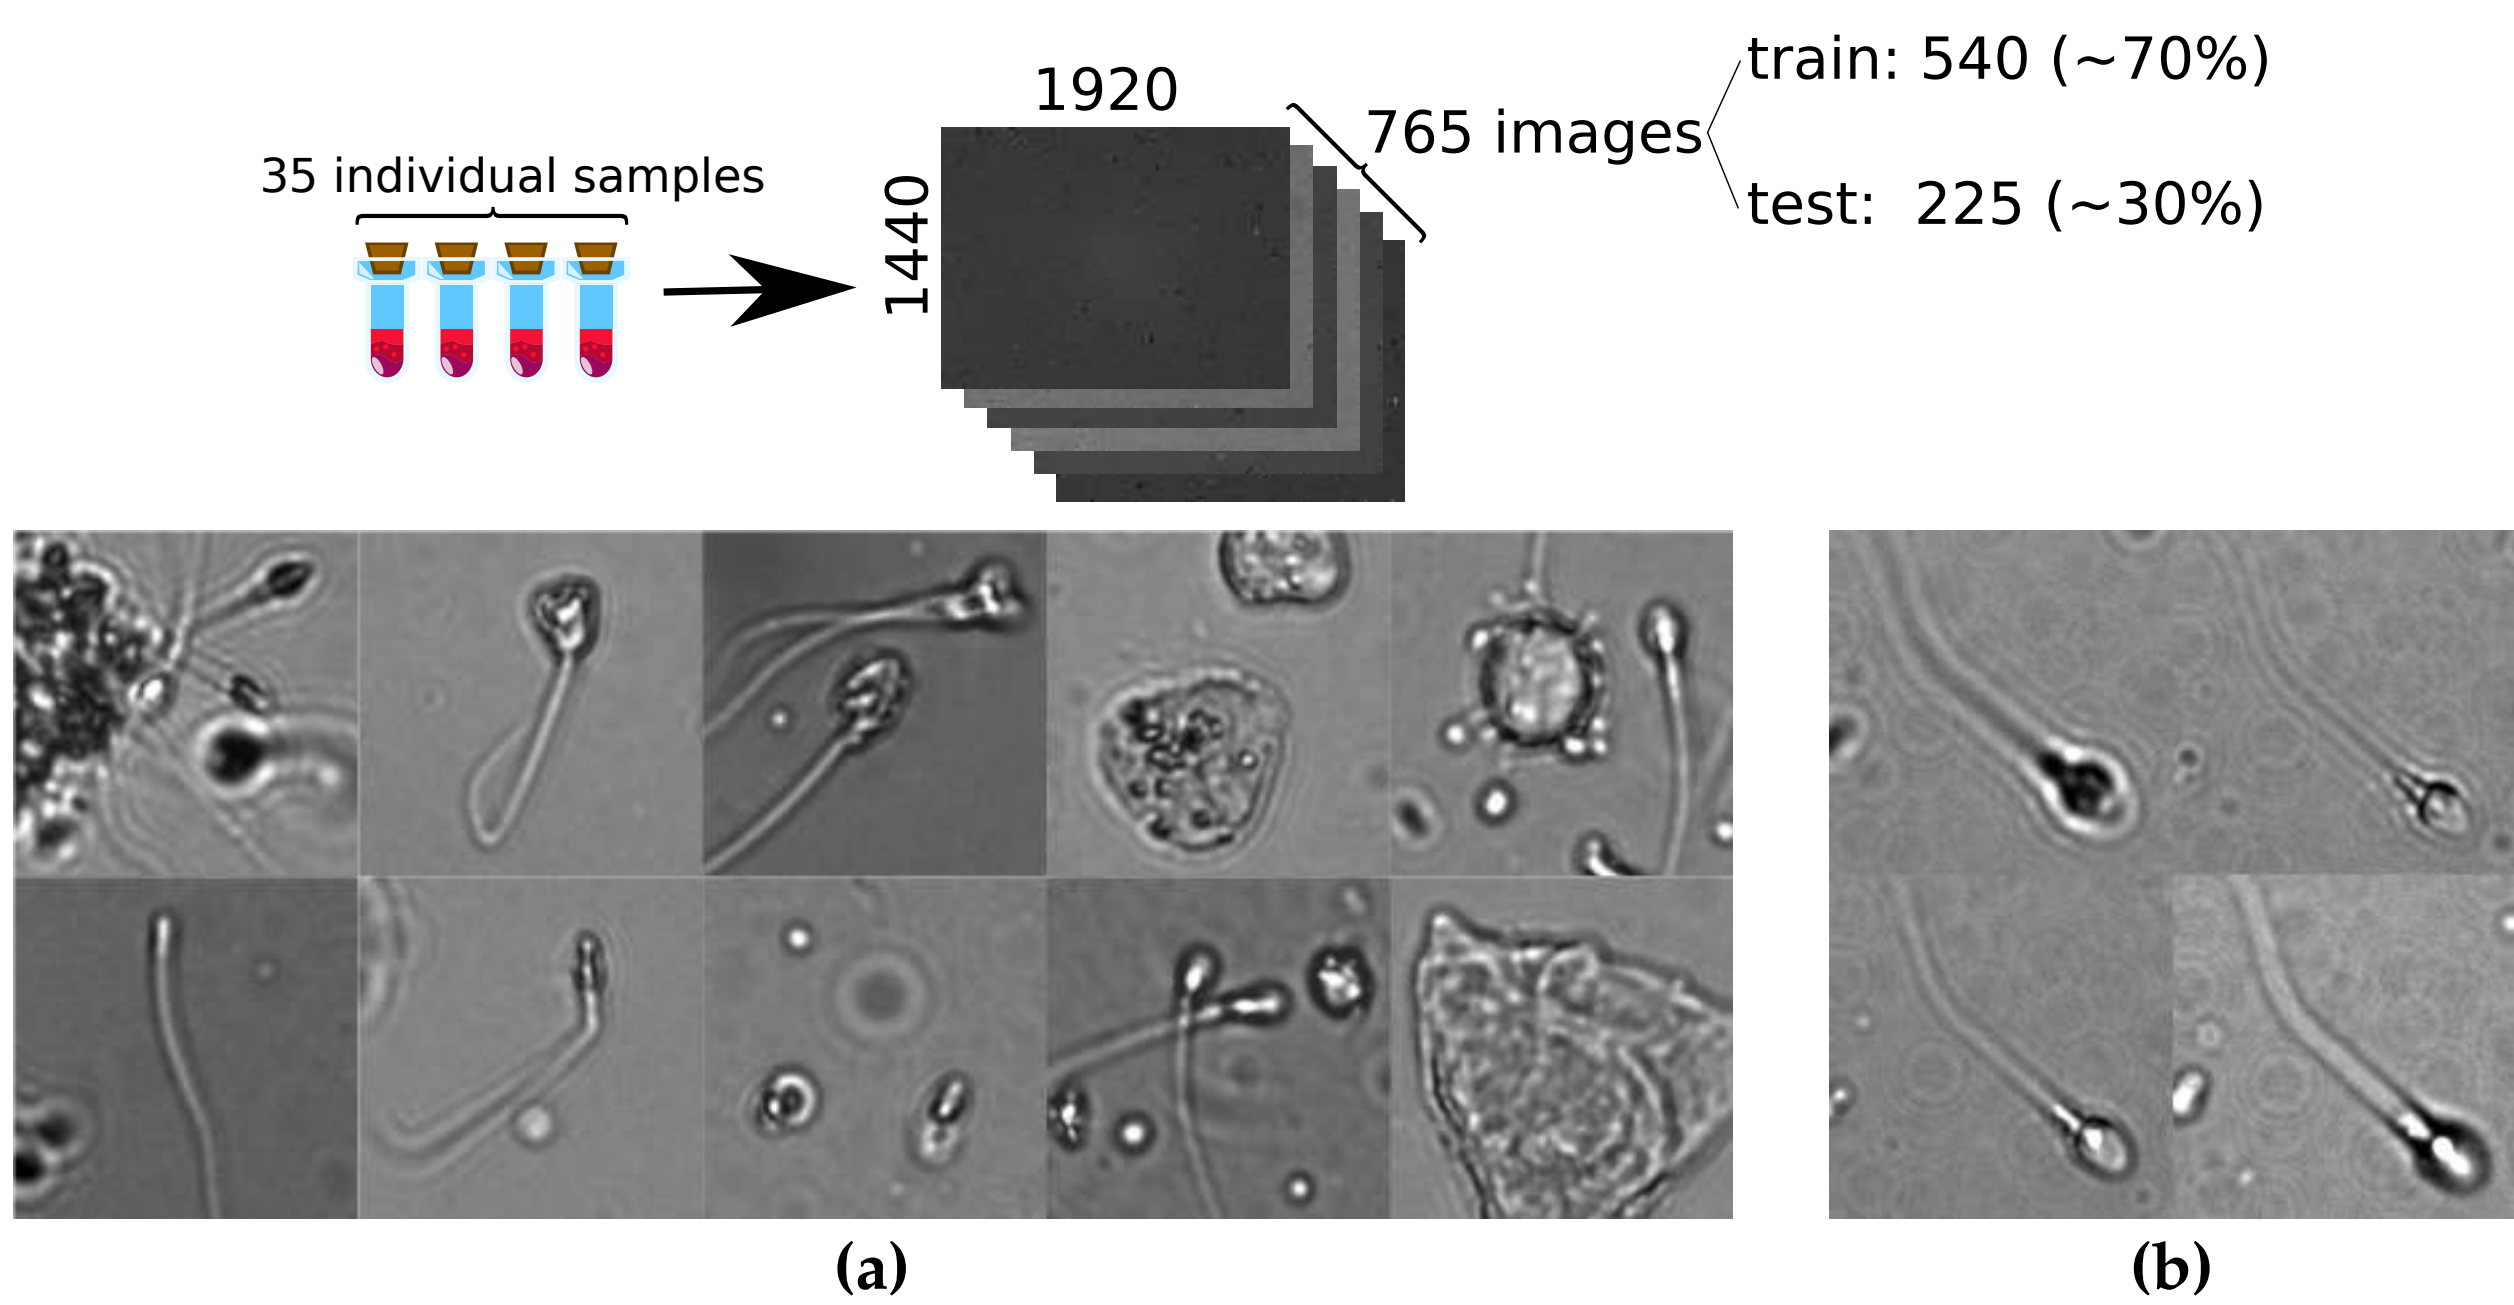 35 individual samples
1920
1440
765 images
train: 540 (~70%)
test: 225 (~30%)
(a)
(b)